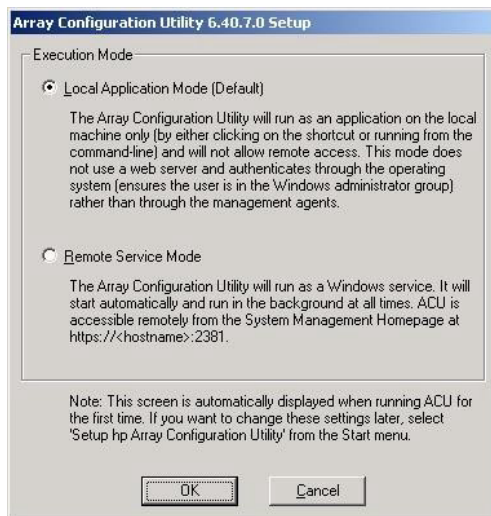 Array Configuration Utility 6.40.7.0 Setup
Execution Mode
Local Application Mode (Default)
The Array Configuration Utility will run as an application on the local
machine only (by either clicking on the shortcut or running from the
command-line) and will not allow remote access. This mode does
not use a web server and authenticates through the operating
system (ensures the user is in the Windows administrator group)
rather than through the management agents.
Remote Service Mode
The Array Configuration Utility will run as a Windows service. It will
start automatically and run in the background at all times. ACU is
accessible remotely from the System Management Homepage at
https://<hostname>:2381.
Note: This screen is automatically displayed when running ACU for
the first time. If you want to change these settings later, select
'Setup hp Array Configuration Utility' from the Start menu.
OK
Cancel